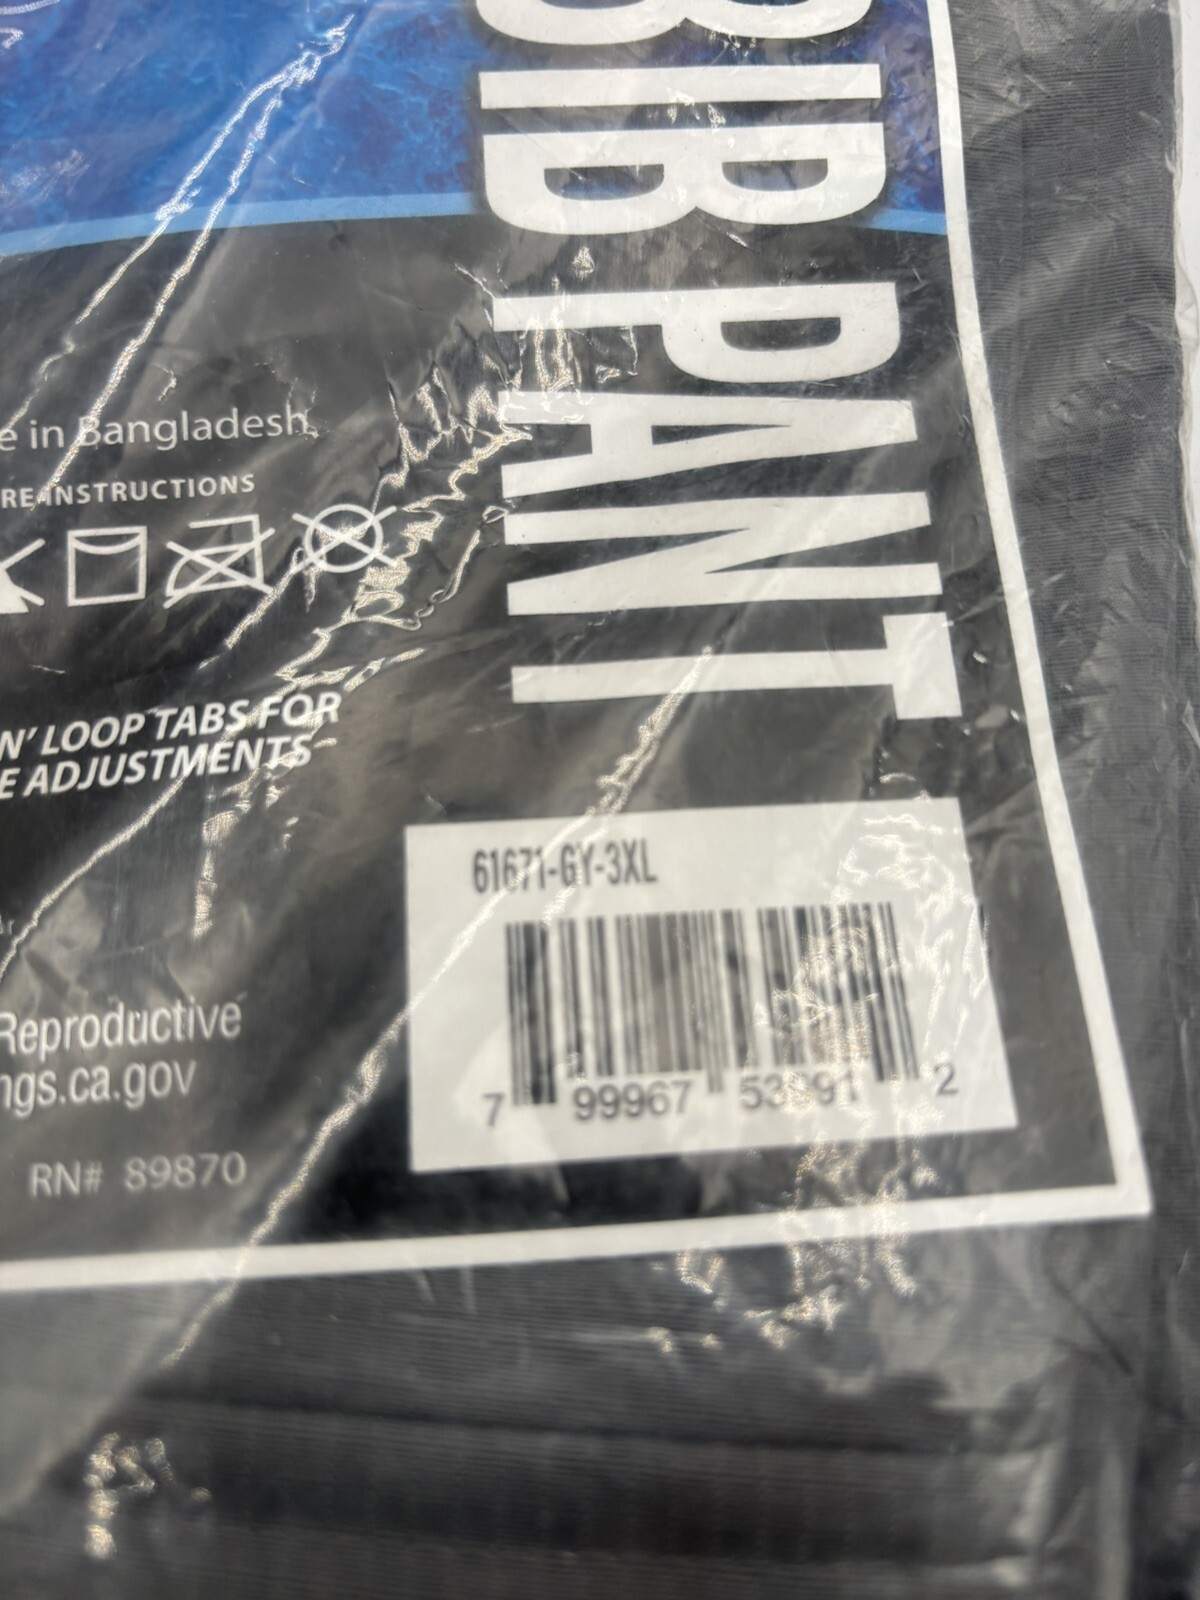 BIB PANT
e in Bangladesh
RE INSTRUCTIONS
N' LOOP TABS FOR
E ADJUSTMENTS
61671-GY-3XL
7 99967 2
Reproductive
ngs.ca.gov
RN# 89870